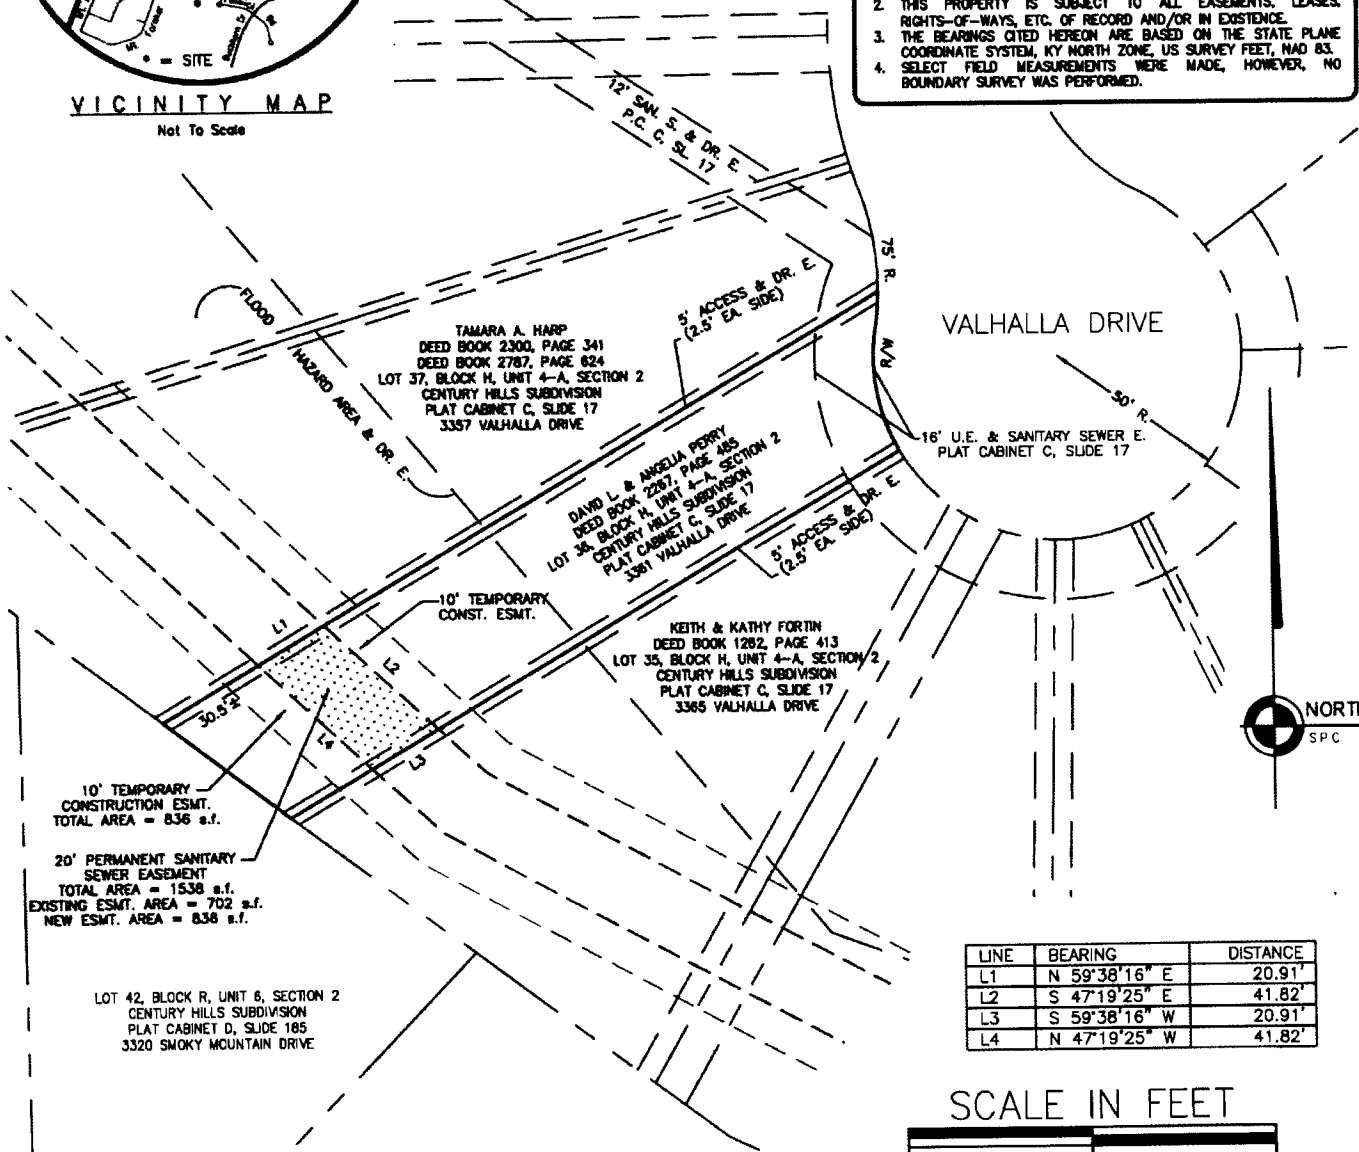 SITE
VICINITY MAP
Not To Scale
2. THIS PROPERTY IS SUBJECT TO ALL EASEMENTS, LEASES,
RIGHTS-OF-WAYS, ETC. OF RECORD AND/OR IN EXISTENCE.
3. THE BEARINGS CITED HEREON ARE BASED ON THE STATE PLANE
COORDINATE SYSTEM, KY NORTH ZONE, US SURVEY FEET, NAD 83.
4. SELECT FIELD MEASUREMENTS WERE MADE, HOWEVER, NO
BOUNDARY SURVEY WAS PERFORMED.
12' SAN. S. & DR. E.
P.C. C, SL. 17
75' R.
R/W
FLOOD
HAZARD AREA & DR. E.
5' ACCESS & DR. E.
(2.5' EA. SIDE)
TAMARA A. HARP
DEED BOOK 2300, PAGE 341
DEED BOOK 2787, PAGE 624
LOT 37, BLOCK H, UNIT 4-A, SECTION 2
CENTURY HILLS SUBDIVISION
PLAT CABINET C, SLIDE 17
3357 VALHALLA DRIVE
VALHALLA DRIVE
50' R.
16' U.E. & SANITARY SEWER E.
PLAT CABINET C, SLIDE 17
DAVID L. & ANGELIA PERRY
DEED BOOK 2267, PAGE 485
LOT 36, BLOCK H, UNIT 4-A, SECTION 2
CENTURY HILLS SUBDIVISION
PLAT CABINET C, SLIDE 17
3361 VALHALLA DRIVE
5' ACCESS & DR. E.
(2.5' EA. SIDE)
10' TEMPORARY
CONST. ESMT.
L1
L2
KEITH & KATHY FORTIN
DEED BOOK 1282, PAGE 413
LOT 35, BLOCK H, UNIT 4-A, SECTION 2
CENTURY HILLS SUBDIVISION
PLAT CABINET C, SLIDE 17
3365 VALHALLA DRIVE
30.5'±
L4
L3
NORTH
SPC
10' TEMPORARY
CONSTRUCTION ESMT.
TOTAL AREA = 836 s.f.
20' PERMANENT SANITARY
SEWER EASEMENT
TOTAL AREA = 1538 s.f.
EXISTING ESMT. AREA = 702 s.f.
NEW ESMT. AREA = 836 s.f.
LOT 42, BLOCK R, UNIT 6, SECTION 2
CENTURY HILLS SUBDIVISION
PLAT CABINET D, SLIDE 185
3320 SMOKY MOUNTAIN DRIVE
LINE BEARING DISTANCE
L1 N 59°38'16" E 20.91'
L2 S 47°19'25" E 41.82'
L3 S 59°38'16" W 20.91'
L4 N 47°19'25" W 41.82'
SCALE IN FEET